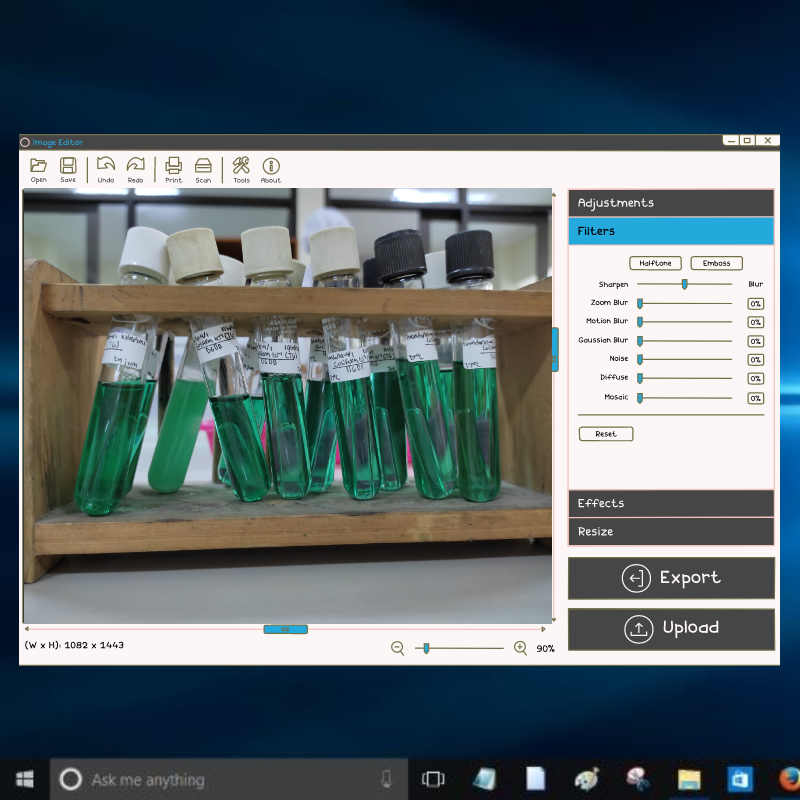 Image Editor
Open Save Undo Redo Print Scan Tools About
Adjustments
Filters
Halftone Emboss
Sharpen Blur
Zoom Blur 0%
Motion Blur 0%
Gaussian Blur 0%
Noise 0%
Diffuse 0%
Mosaic 0%
Reset
Effects
Resize
Export
Upload
(W x H): 1082 x 1443
90%
Ask me anything